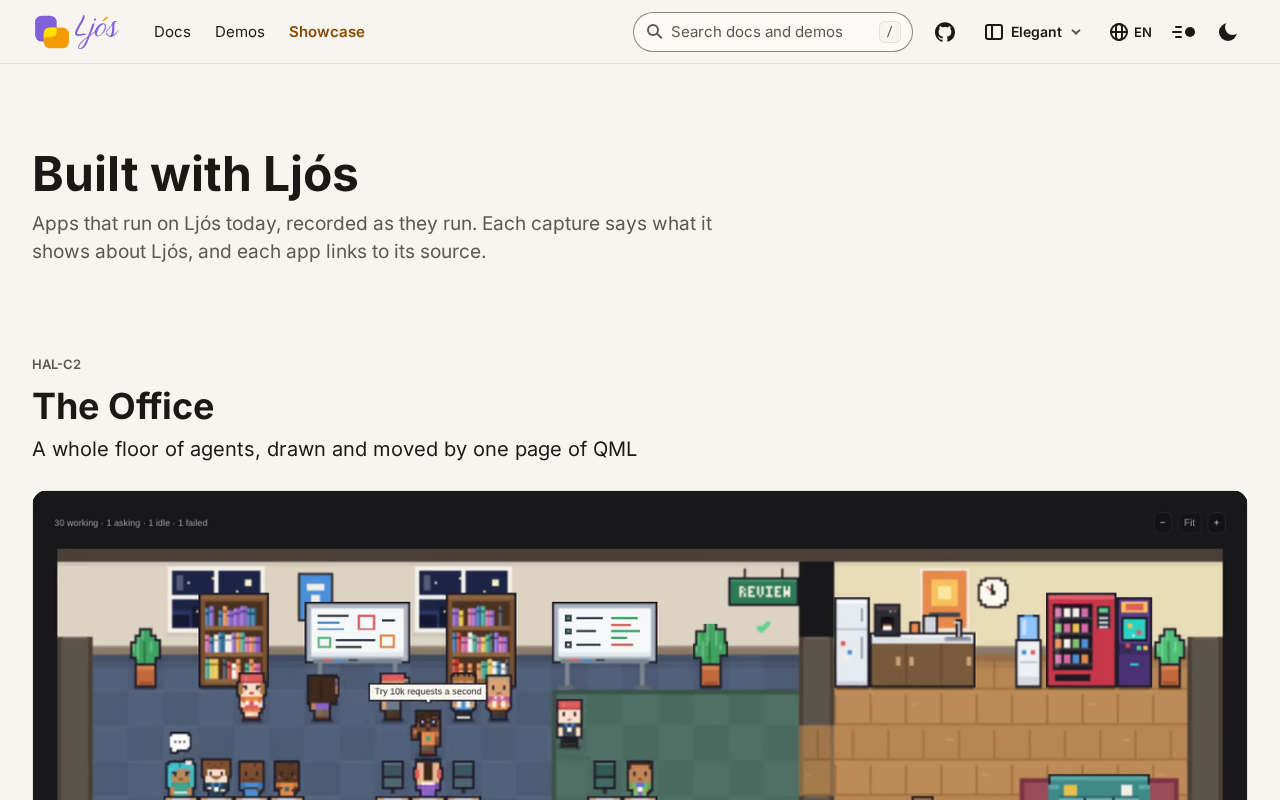 Ljós
Docs
Demos
Showcase
Search docs and demos
/
Elegant
EN
Built with Ljós
Apps that run on Ljós today, recorded as they run. Each capture says what it
shows about Ljós, and each app links to its source.
HAL-C2
The Office
A whole floor of agents, drawn and moved by one page of QML
30 working · 1 asking · 1 idle · 1 failed
−
Fit
+
REVIEW
Try 10k requests a second